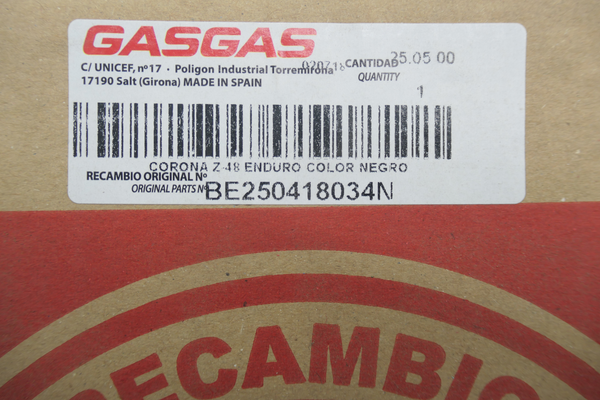 GASGAS
C/ UNICEF, nº17 · Poligon Industrial Torremirona
17190 Salt (Girona) MADE IN SPAIN
020718
CANTIDAD 25.05 00
QUANTITY
1
CORONA Z-48 ENDURO COLOR NEGRO
RECAMBIO ORIGINAL Nº
ORIGINAL PARTS Nº
BE250418034N
RECAMBIO